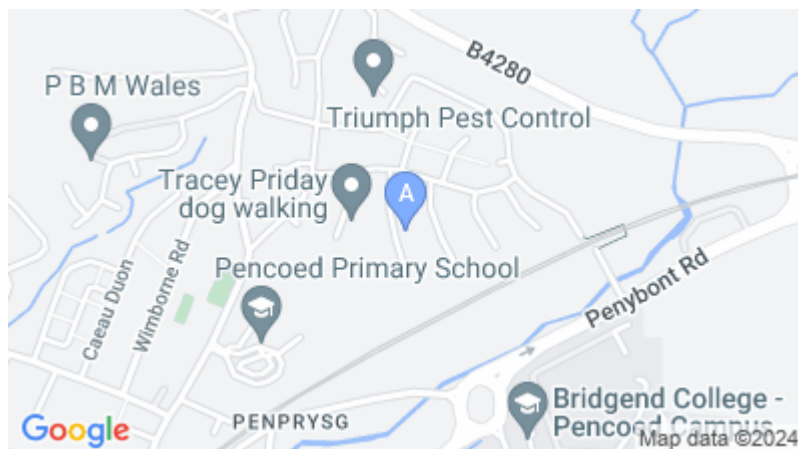 B4280
P B M Wales
Triumph Pest Control
Tracey Priday
dog walking
A
Pencoed Primary School
Caeau Duon
Wimborne Rd
Penybont Rd
PENPRYSG
Bridgend College -
Pencoed Campus
Google
Map data ©2024